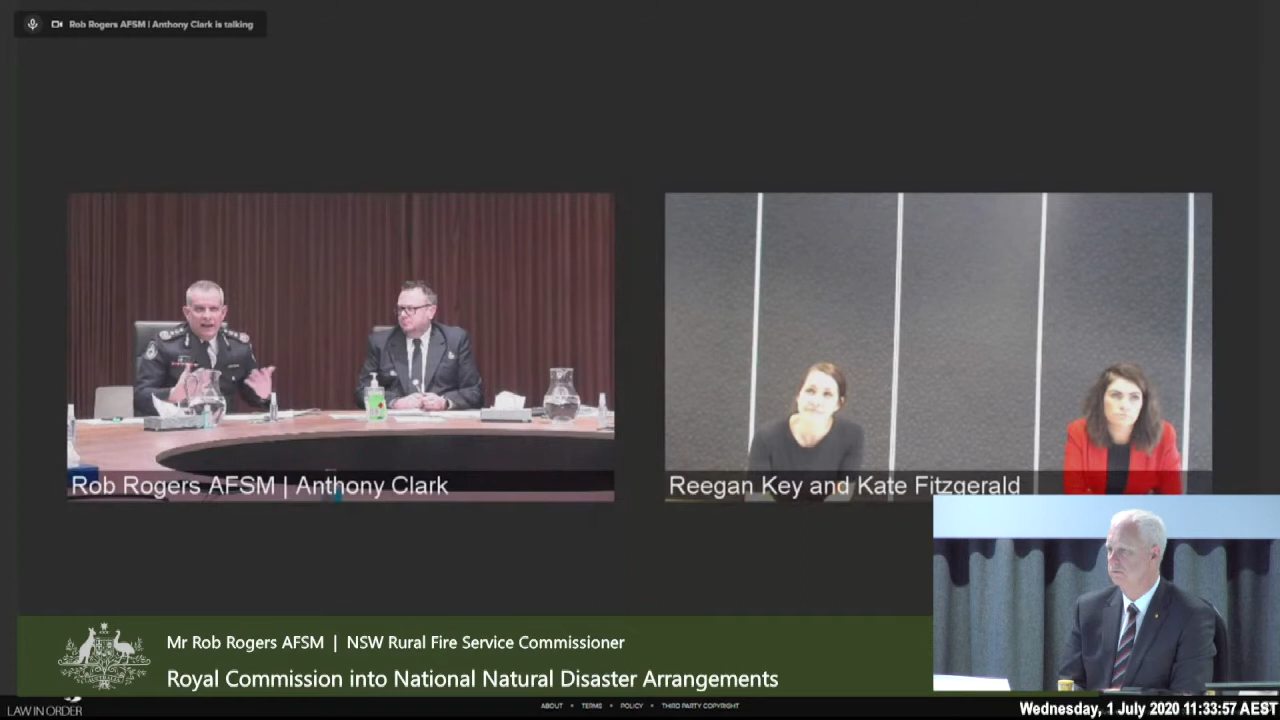 Rob Rogers AFSM | Anthony Clark is talking
Rob Rogers AFSM | Anthony Clark
Reegan Key and Kate Fitzgerald
Mr Rob Rogers AFSM | NSW Rural Fire Service Commissioner
Royal Commission into National Natural Disaster Arrangements
LAW IN ORDER
ABOUT • TERMS • POLICY • THIRD PARTY COPYRIGHT
Wednesday, 1 July 2020 11:33:57 AEST